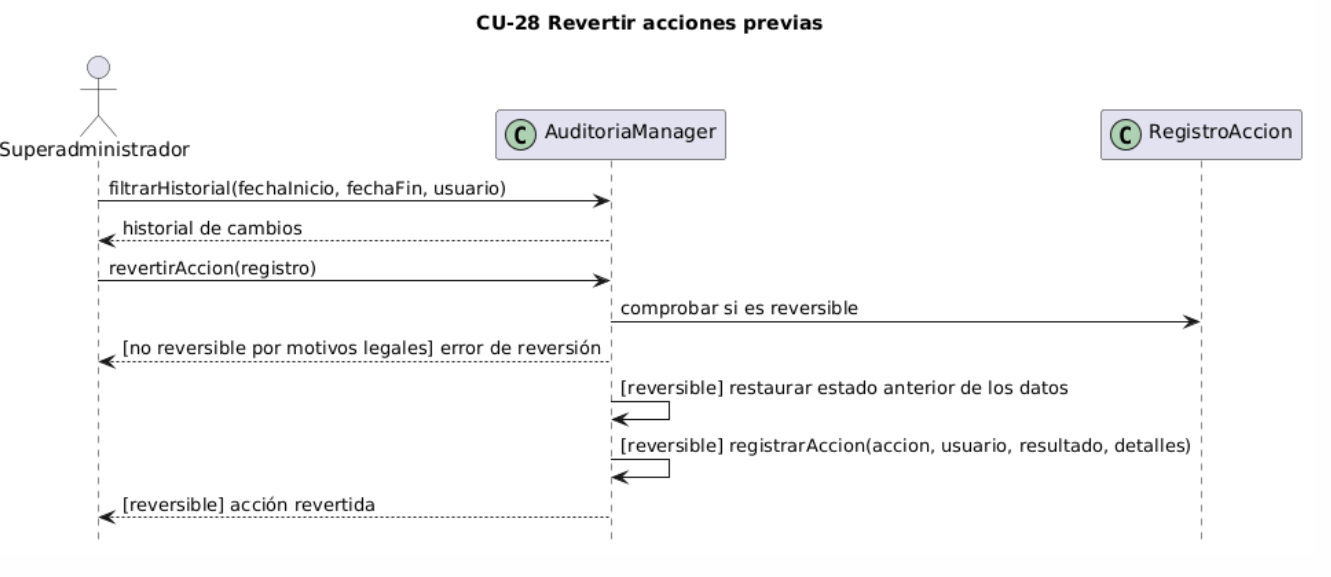 CU-28 Revertir acciones previas
Superadministrador
C AuditoriaManager
C RegistroAccion
filtrarHistorial(fechaInicio, fechaFin, usuario)
historial de cambios
revertirAccion(registro)
comprobar si es reversible
[no reversible por motivos legales] error de reversión
[reversible] restaurar estado anterior de los datos
[reversible] registrarAccion(accion, usuario, resultado, detalles)
[reversible] acción revertida